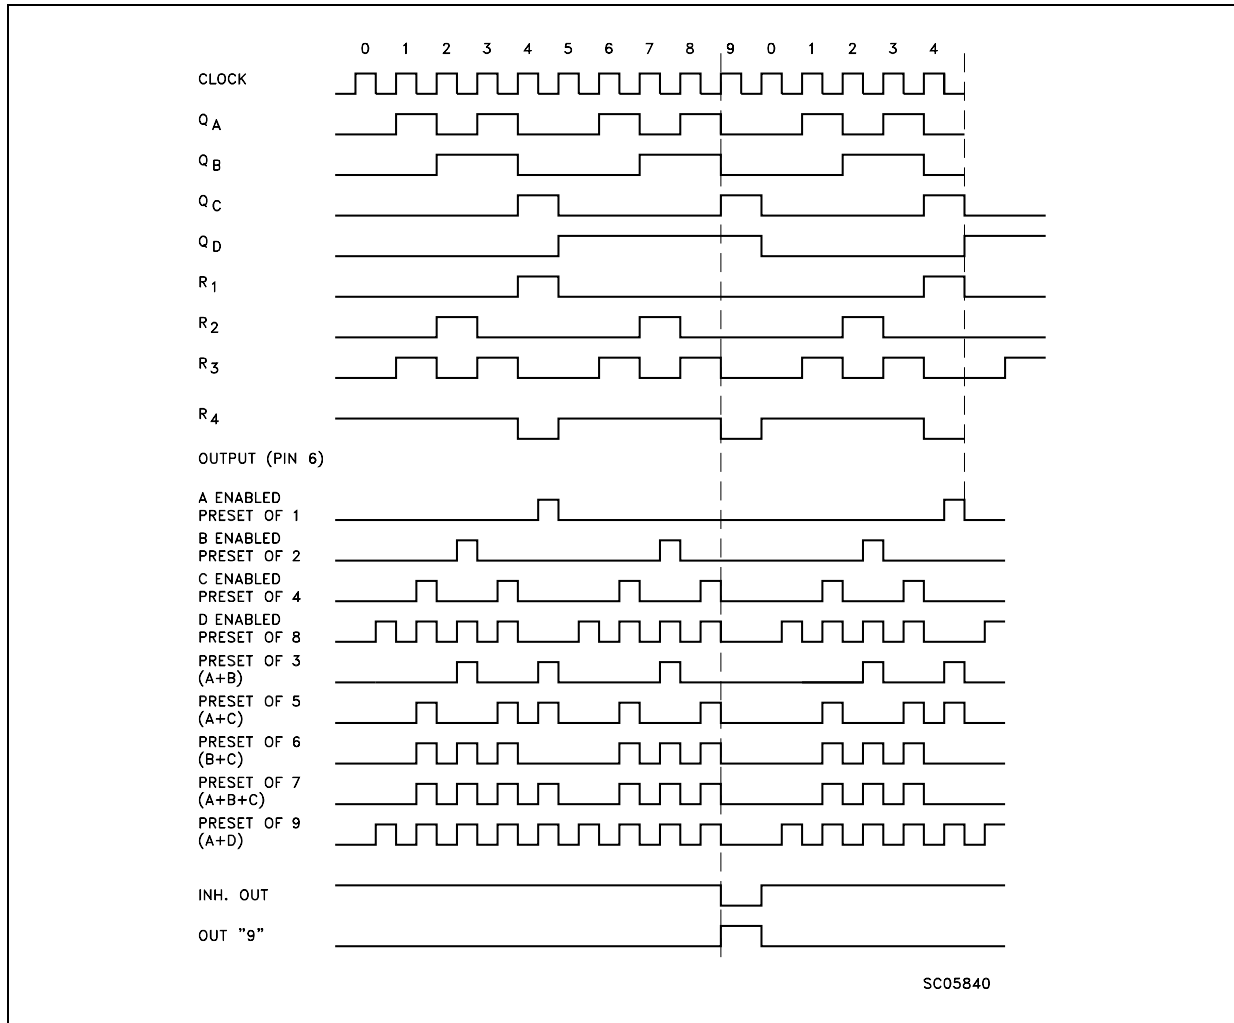 0 1 2 3 4 5 6 7 8 9 0 1 2 3 4
CLOCK
QA
QB
QC
QD
R1
R2
R3
R4
OUTPUT (PIN 6)
A ENABLED
PRESET OF 1
B ENABLED
PRESET OF 2
C ENABLED
PRESET OF 4
D ENABLED
PRESET OF 8
PRESET OF 3
(A+B)
PRESET OF 5
(A+C)
PRESET OF 6
(B+C)
PRESET OF 7
(A+B+C)
PRESET OF 9
(A+D)
INH. OUT
OUT ”9”
SC05840